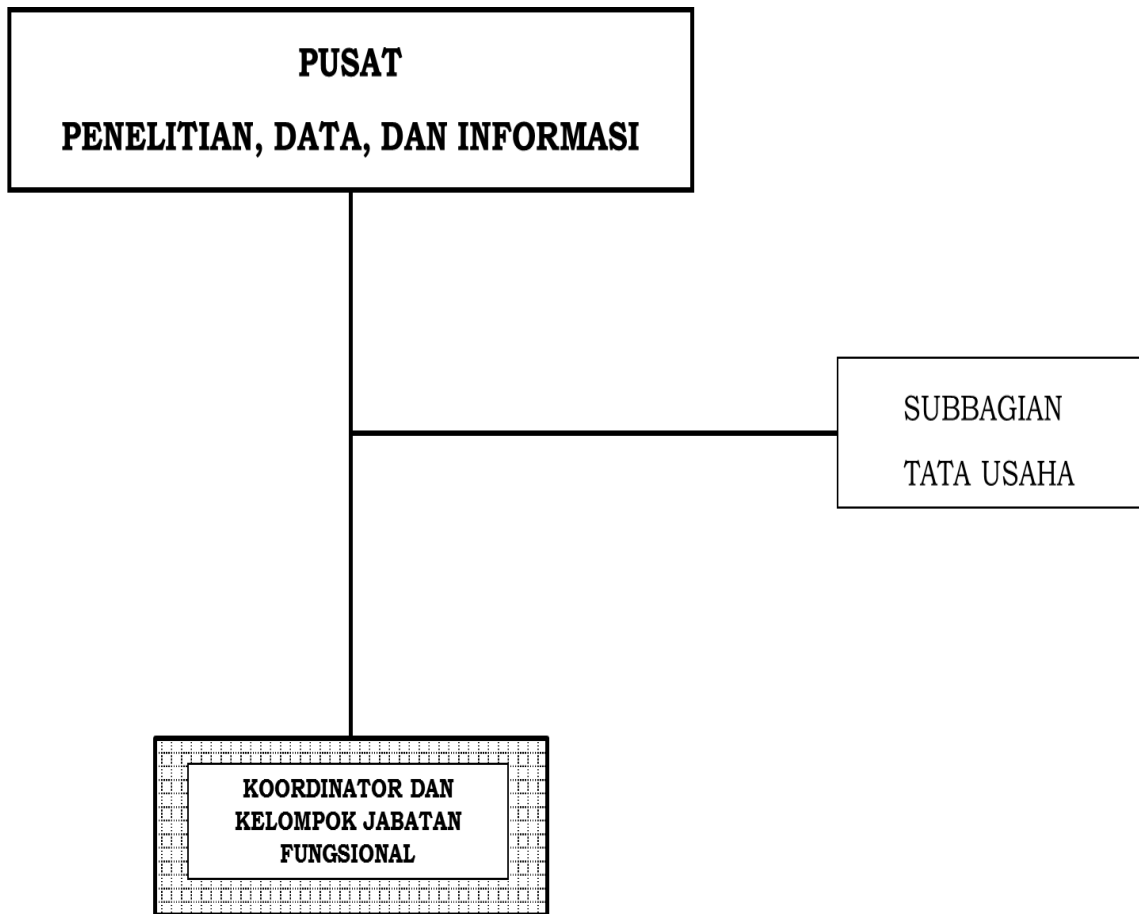 PUSAT
PENELITIAN, DATA, DAN INFORMASI
SUBBAGIAN
TATA USAHA
KOORDINATOR DAN
KELOMPOK JABATAN
FUNGSIONAL